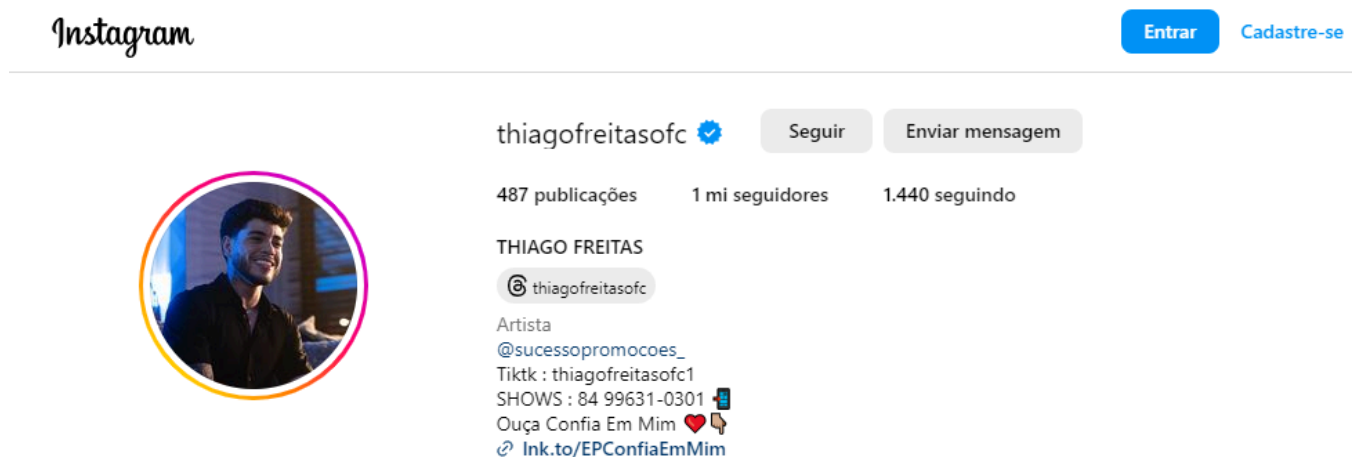 Instagram
Entrar Cadastre-se
thiagofreitasofc Seguir Enviar mensagem
487 publicações 1 mi seguidores 1.440 seguindo
THIAGO FREITAS
thiagofreitasofc
Artista
@sucessopromocoes_
Tiktk : thiagofreitasofc1
SHOWS : 84 99631-0301 📲
Ouça Confia Em Mim ❤️👇🏽
lnk.to/EPConfiaEmMim